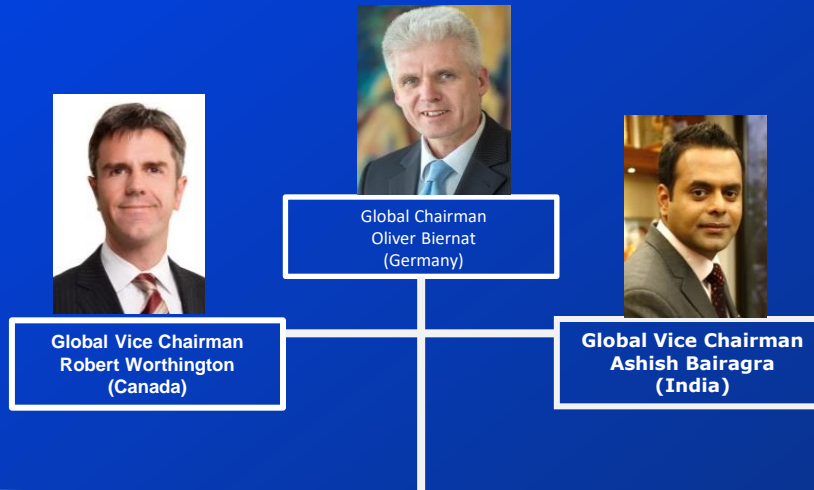 Global Chairman
Oliver Biernat
(Germany)
Global Vice Chairman
Robert Worthington
(Canada)
Global Vice Chairman
Ashish Bairagra
(India)